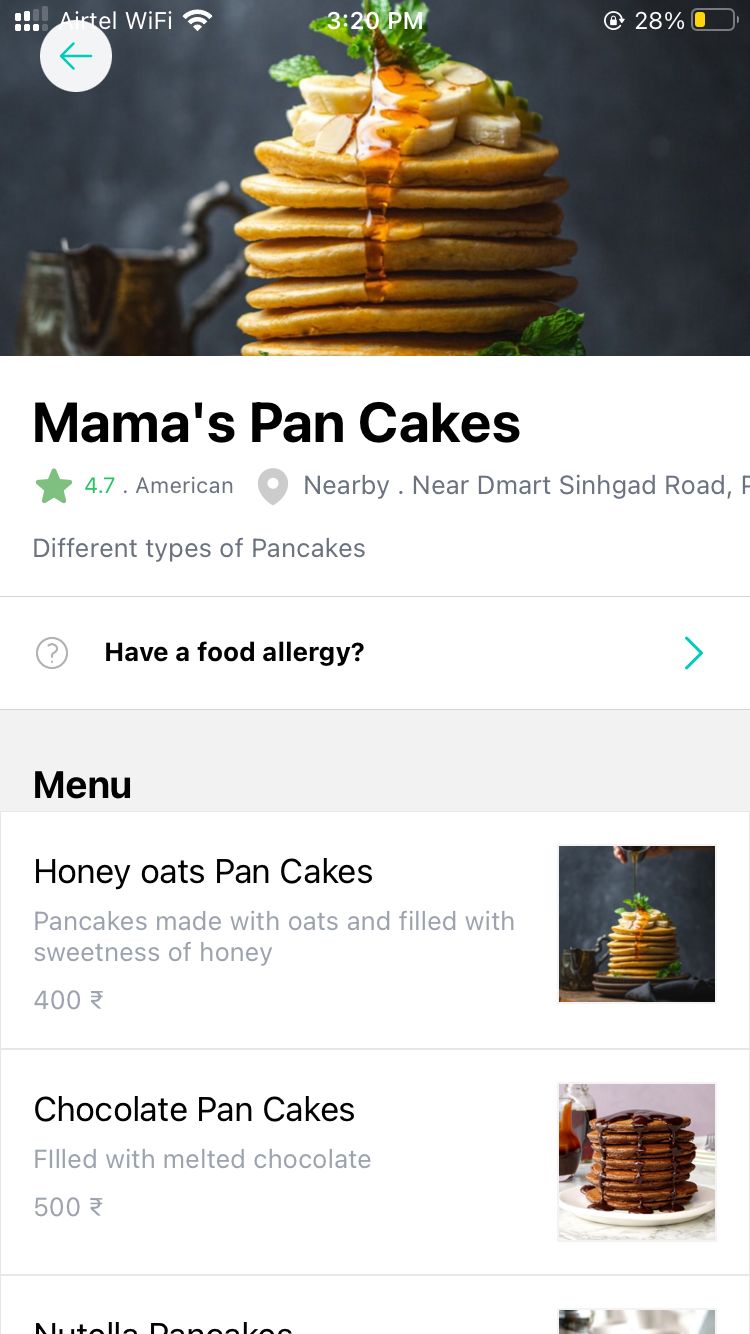 Airtel WiFi 3:20 PM 28%
Mama's Pan Cakes
4.7 . American Nearby . Near Dmart Sinhgad Road, P
Different types of Pancakes
? Have a food allergy?
Menu
Honey oats Pan Cakes
Pancakes made with oats and filled with
sweetness of honey
400 ₹
Chocolate Pan Cakes
FIlled with melted chocolate
500 ₹
Nutella Pancakes